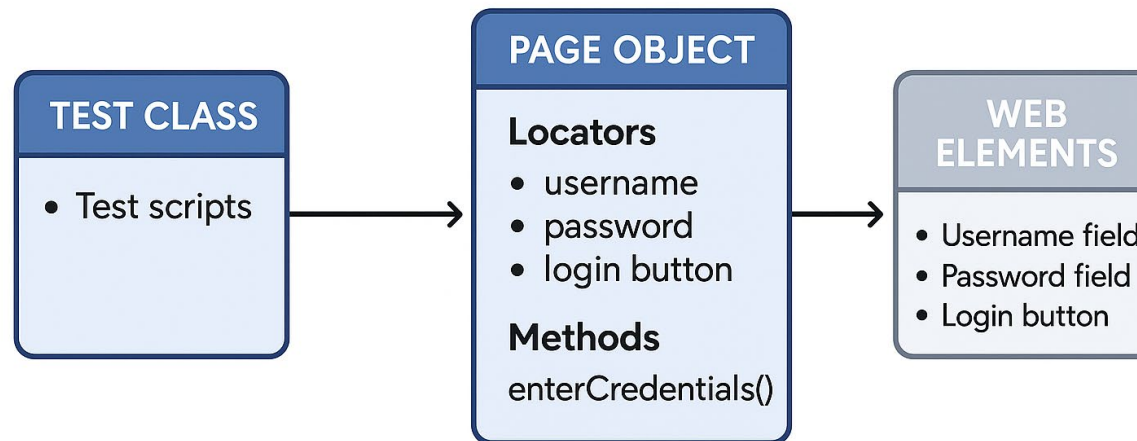 TEST CLASS
• Test scripts
PAGE OBJECT
Locators
• username
• password
• login button
Methods
enterCredentials()
WEB
ELEMENTS
• Username field
• Password field
• Login button